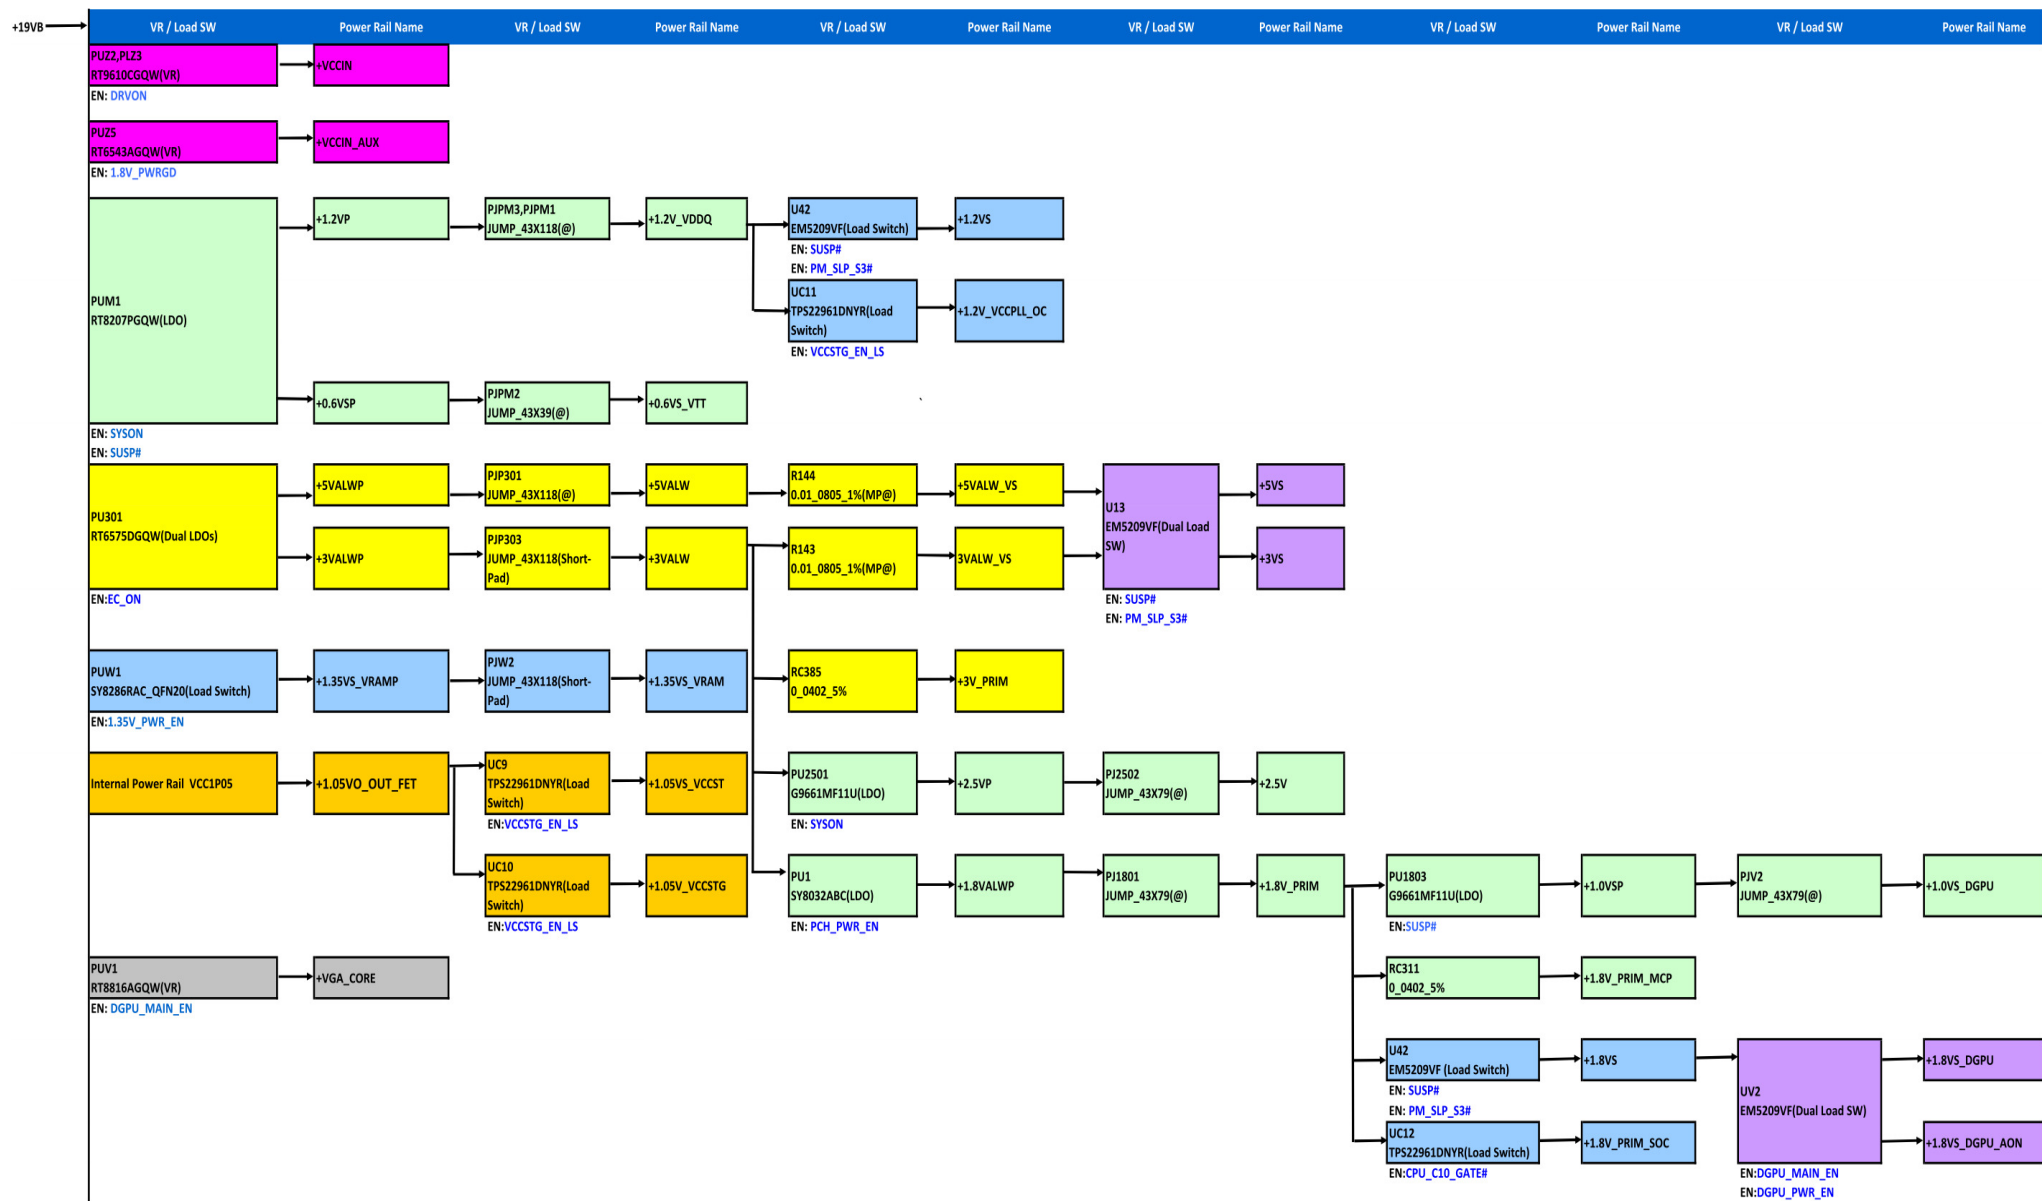 +19VB
VR / Load SW Power Rail Name VR / Load SW Power Rail Name VR / Load SW Power Rail Name VR / Load SW Power Rail Name VR / Load SW Power Rail Name VR / Load SW Power Rail Name
PUZ2,PLZ3
RT9610CGQW(VR)
+VCCIN
EN: DRVON
PUZ5
RT6543AGQW(VR)
+VCCIN_AUX
EN: 1.8V_PWRGD
PUM1
RT8207PGQW(LDO)
+1.2VP
PJPM3,PJPM1
JUMP_43X118(@)
+1.2V_VDDQ
U42
EM5209VF(Load Switch)
+1.2VS
EN: SUSP#
EN: PM_SLP_S3#
UC11
TPS22961DNYR(Load
Switch)
+1.2V_VCCPLL_OC
EN: VCCSTG_EN_LS
+0.6VSP
PJPM2
JUMP_43X39(@)
+0.6VS_VTT
EN: SYSON
EN: SUSP#
PU301
RT6575DGQW(Dual LDOs)
+5VALWP
PJP301
JUMP_43X118(@)
+5VALW
R144
0.01_0805_1%(MP@)
+5VALW_VS
U13
EM5209VF(Dual Load
SW)
+5VS
+3VALWP
PJP303
JUMP_43X118(Short-
Pad)
+3VALW
R143
0.01_0805_1%(MP@)
3VALW_VS
+3VS
EN:EC_ON
EN: SUSP#
EN: PM_SLP_S3#
PUW1
SY8286RAC_QFN20(Load Switch)
+1.35VS_VRAMP
PJW2
JUMP_43X118(Short-
Pad)
+1.35VS_VRAM
RC385
0_0402_5%
+3V_PRIM
EN:1.35V_PWR_EN
Internal Power Rail  VCC1P05
+1.05VO_OUT_FET
UC9
TPS22961DNYR(Load
Switch)
+1.05VS_VCCST
PU2501
G9661MF11U(LDO)
+2.5VP
PJ2502
JUMP_43X79(@)
+2.5V
EN:VCCSTG_EN_LS
EN: SYSON
UC10
TPS22961DNYR(Load
Switch)
+1.05V_VCCSTG
PU1
SY8032ABC(LDO)
+1.8VALWP
PJ1801
JUMP_43X79(@)
+1.8V_PRIM
PU1803
G9661MF11U(LDO)
+1.0VSP
PJV2
JUMP_43X79(@)
+1.0VS_DGPU
EN:VCCSTG_EN_LS
EN: PCH_PWR_EN
EN:SUSP#
PUV1
RT8816AGQW(VR)
+VGA_CORE
RC311
0_0402_5%
+1.8V_PRIM_MCP
EN: DGPU_MAIN_EN
U42
EM5209VF (Load Switch)
+1.8VS
UV2
EM5209VF(Dual Load SW)
+1.8VS_DGPU
EN: SUSP#
EN: PM_SLP_S3#
UC12
TPS22961DNYR(Load Switch)
+1.8V_PRIM_SOC
+1.8VS_DGPU_AON
EN:CPU_C10_GATE#
EN:DGPU_MAIN_EN
EN:DGPU_PWR_EN